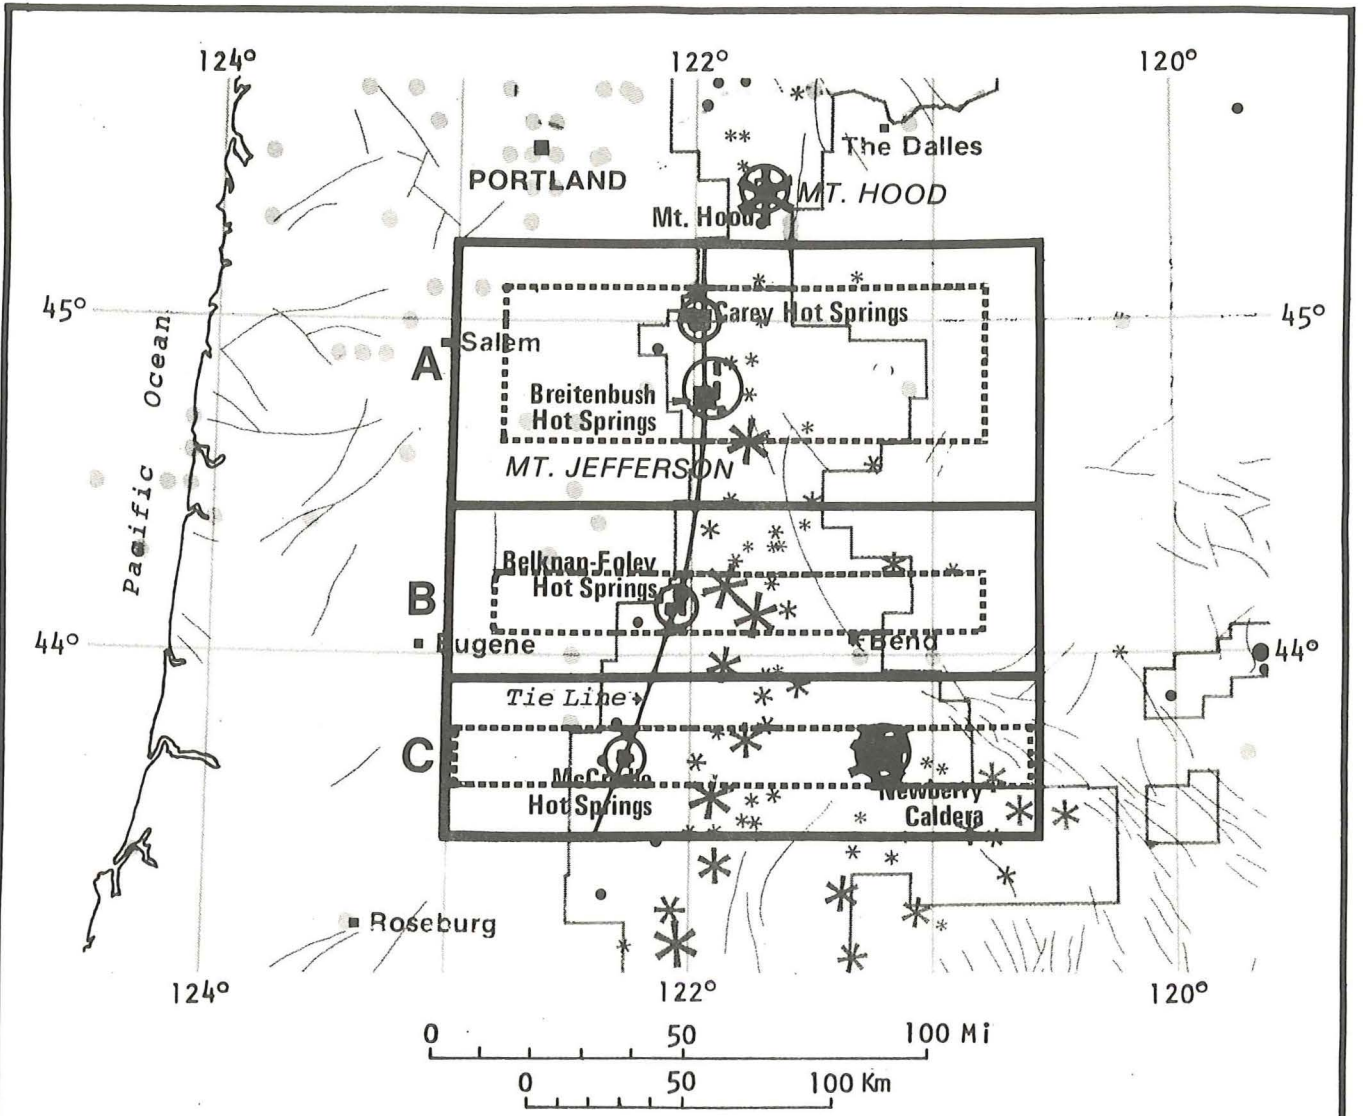 124°
122°
120°
The Dalles
PORTLAND
MT. HOOD
Mt. Hood
45°
Carey Hot Springs
45°
Salem
A
Pacific Ocean
Breitenbush
Hot Springs
MT. JEFFERSON
Belknap-Foley
Hot Springs
B
44°
Eugene
Bend
44°
Tie Line
C
McCredie
Hot Springs
Newberry
Caldera
Roseburg
124°
122°
120°
0 50 100 Mi
0 50 100 Km